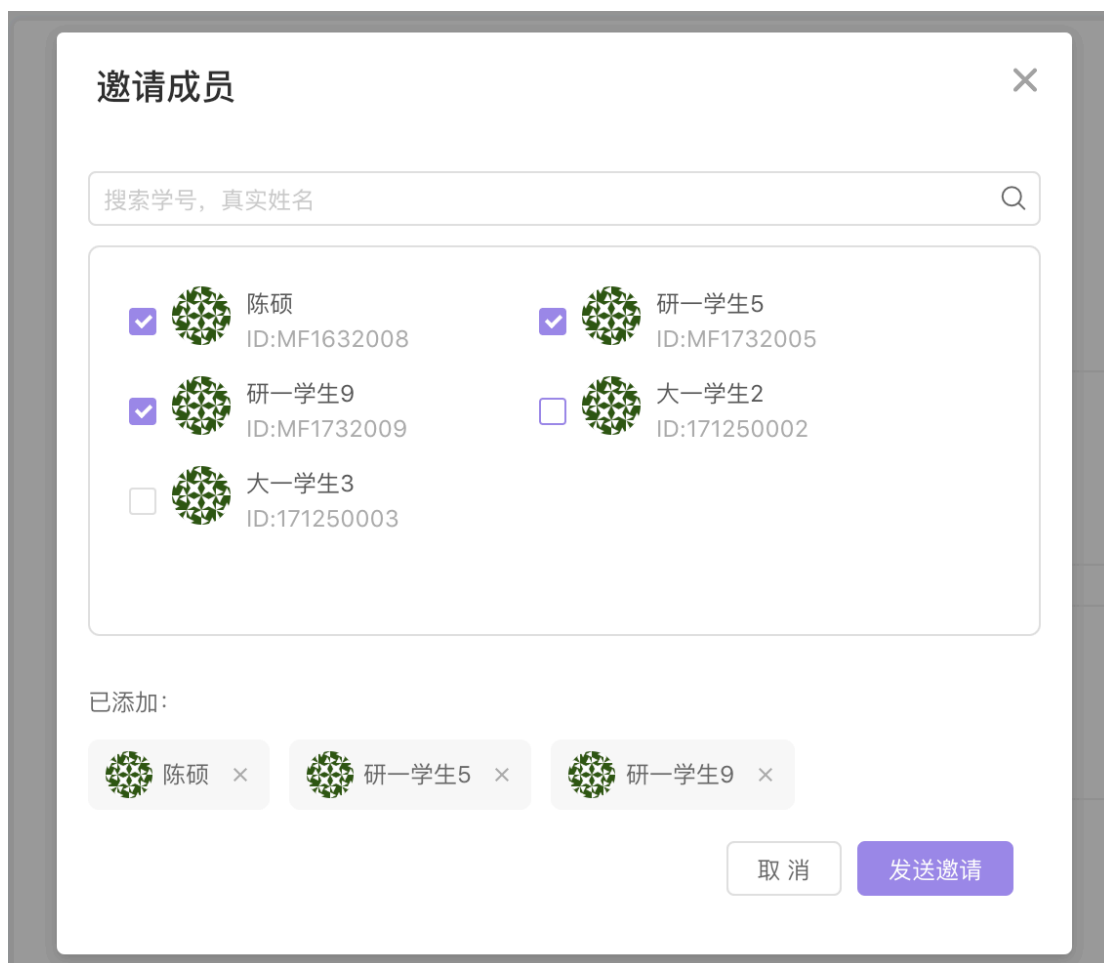 邀请成员
搜索学号，真实姓名
陈硕
ID:MF1632008
研一学生5
ID:MF1732005
研一学生9
ID:MF1732009
大一学生2
ID:171250002
大一学生3
ID:171250003
已添加：
陈硕
研一学生5
研一学生9
取 消
发送邀请